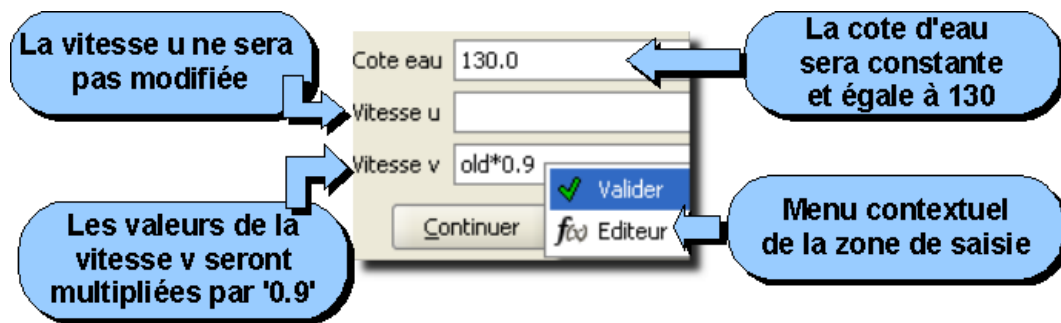 La vitesse u ne sera
pas modifiée
La cote d'eau
sera constante
et égale à 130
Cote eau 130.0
Vitesse u
Vitesse v old*0.9
Valider
Continuer
f(x) Editeur
Les valeurs de la
vitesse v seront
multipliées par '0.9'
Menu contextuel
de la zone de saisie